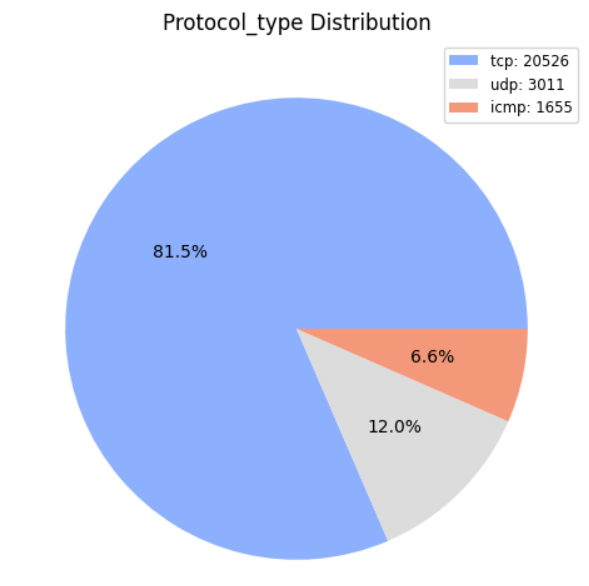 Protocol_type Distribution
tcp: 20526
udp: 3011
icmp: 1655
81.5%
6.6%
12.0%